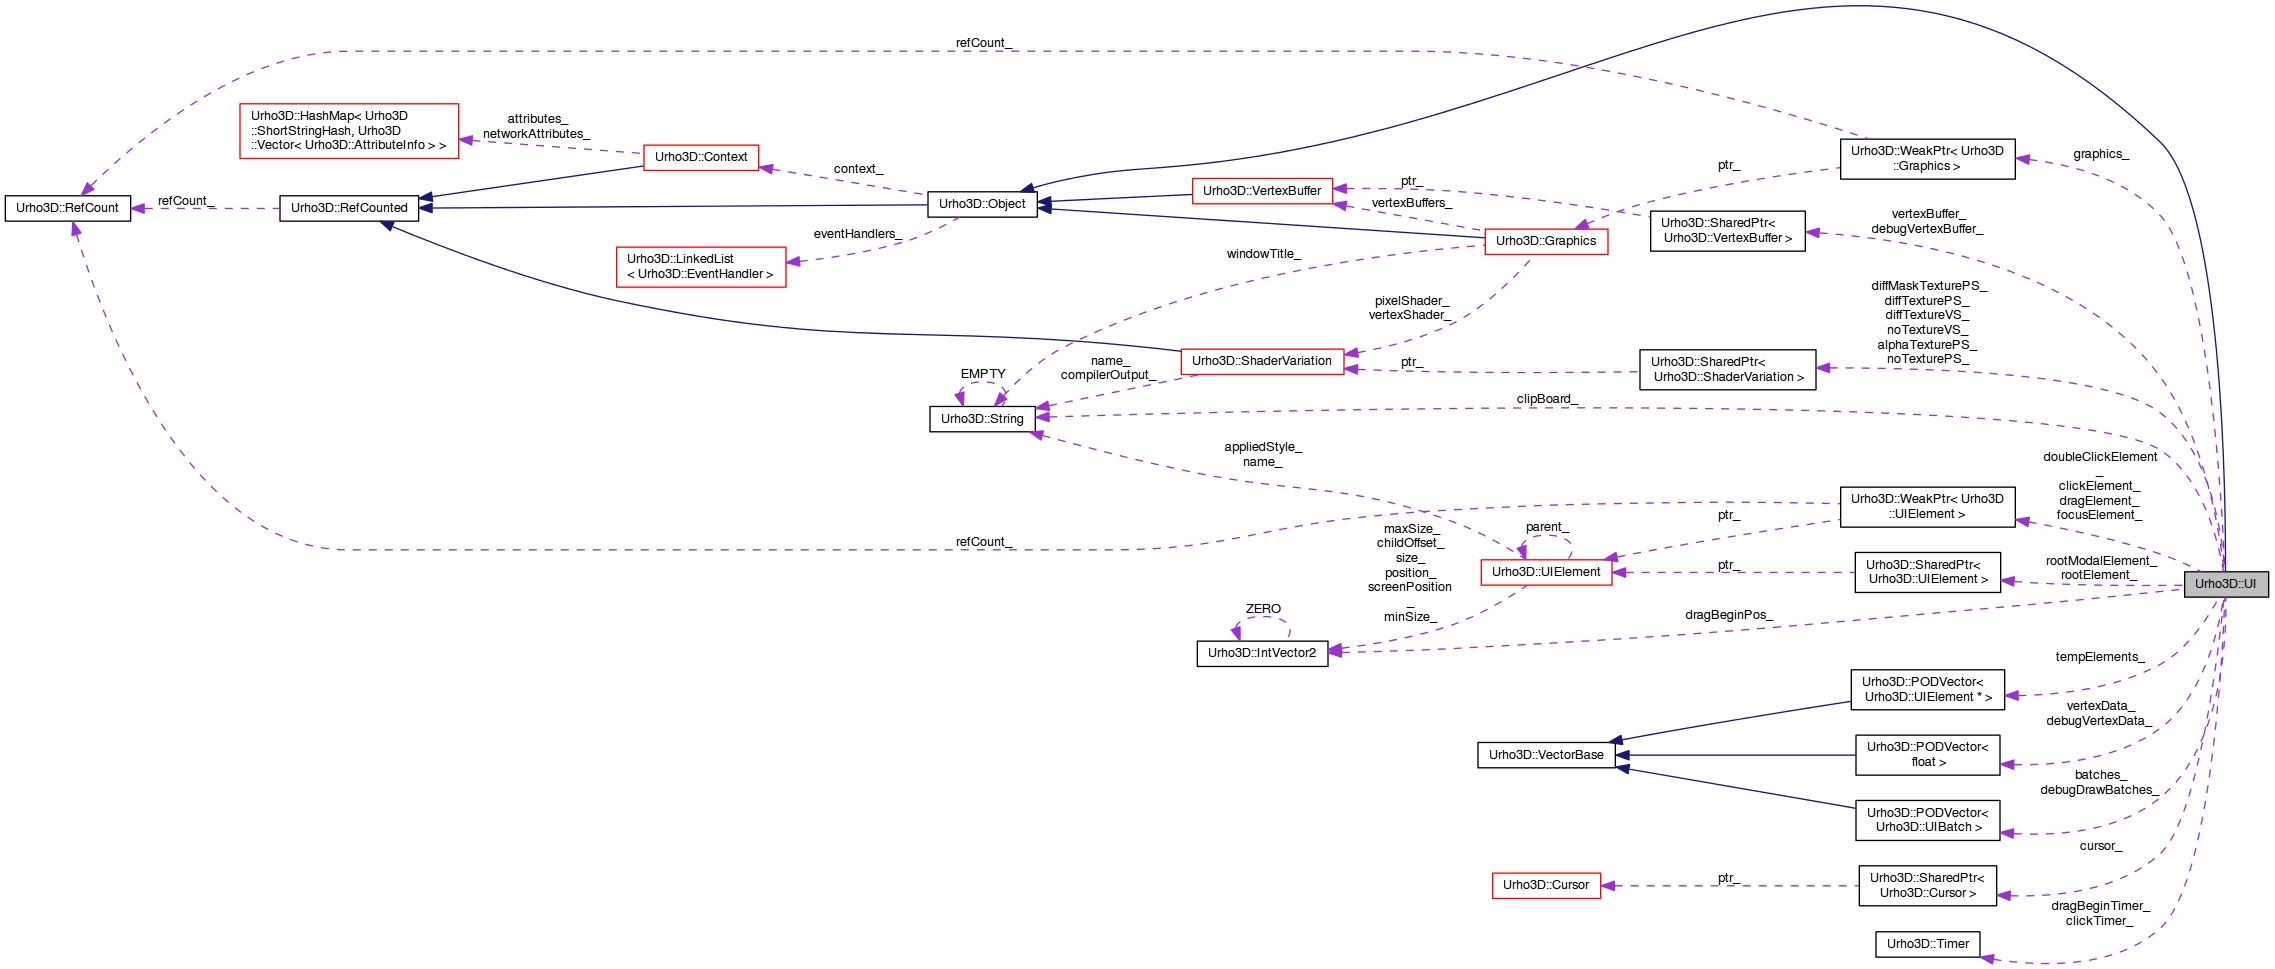 refCount_
Urho3D::HashMap< Urho3D
::ShortStringHash, Urho3D
::Vector< Urho3D::AttributeInfo > >
attributes_
networkAttributes_
Urho3D::Context
context_
Urho3D::RefCount
refCount_
Urho3D::RefCounted
Urho3D::Object
eventHandlers_
Urho3D::LinkedList
< Urho3D::EventHandler >
Urho3D::VertexBuffer
ptr_
vertexBuffers_
Urho3D::Graphics
ptr_
Urho3D::WeakPtr< Urho3D
::Graphics >
graphics_
Urho3D::SharedPtr<
Urho3D::VertexBuffer >
vertexBuffer_
debugVertexBuffer_
windowTitle_
pixelShader_
vertexShader_
diffMaskTexturePS_
diffTexturePS_
diffTextureVS_
noTextureVS_
alphaTexturePS_
noTexturePS_
Urho3D::ShaderVariation
ptr_
Urho3D::SharedPtr<
Urho3D::ShaderVariation >
name_
compilerOutput_
EMPTY
Urho3D::String
clipBoard_
appliedStyle_
name_
doubleClickElement
_
clickElement_
dragElement_
focusElement_
Urho3D::WeakPtr< Urho3D
::UIElement >
ptr_
parent_
refCount_
maxSize_
childOffset_
size_
position_
screenPosition
_
minSize_
Urho3D::UIElement
ptr_
Urho3D::SharedPtr<
Urho3D::UIElement >
rootModalElement_
rootElement_
Urho3D::UI
ZERO
Urho3D::IntVector2
dragBeginPos_
tempElements_
Urho3D::PODVector<
Urho3D::UIElement * >
vertexData_
debugVertexData_
Urho3D::VectorBase
Urho3D::PODVector<
float >
batches_
debugDrawBatches_
Urho3D::PODVector<
Urho3D::UIBatch >
cursor_
Urho3D::Cursor
ptr_
Urho3D::SharedPtr<
Urho3D::Cursor >
dragBeginTimer_
clickTimer_
Urho3D::Timer